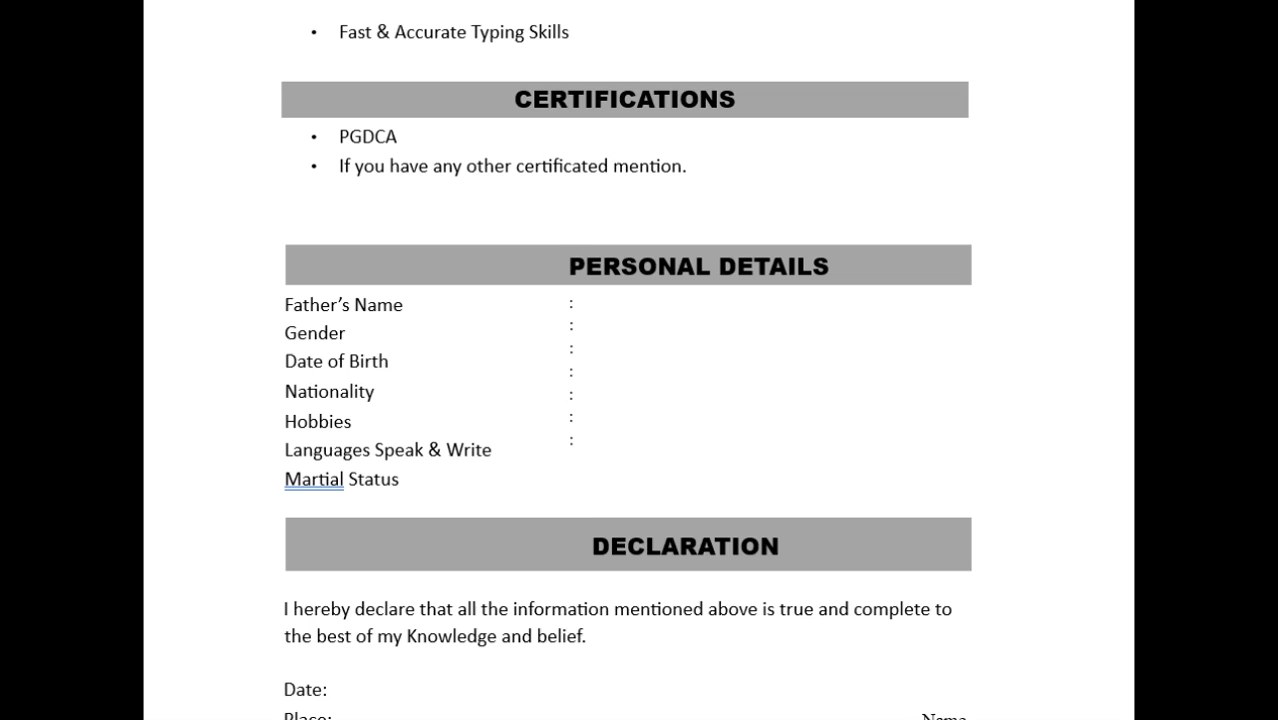 • Fast & Accurate Typing Skills
CERTIFICATIONS
• PGDCA
• If you have any other certificated mention.
PERSONAL DETAILS
Father’s Name :
Gender :
Date of Birth :
Nationality :
Hobbies :
Languages Speak & Write :
Martial Status :
DECLARATION
I hereby declare that all the information mentioned above is true and complete to
the best of my Knowledge and belief.
Date:
Place:
Name